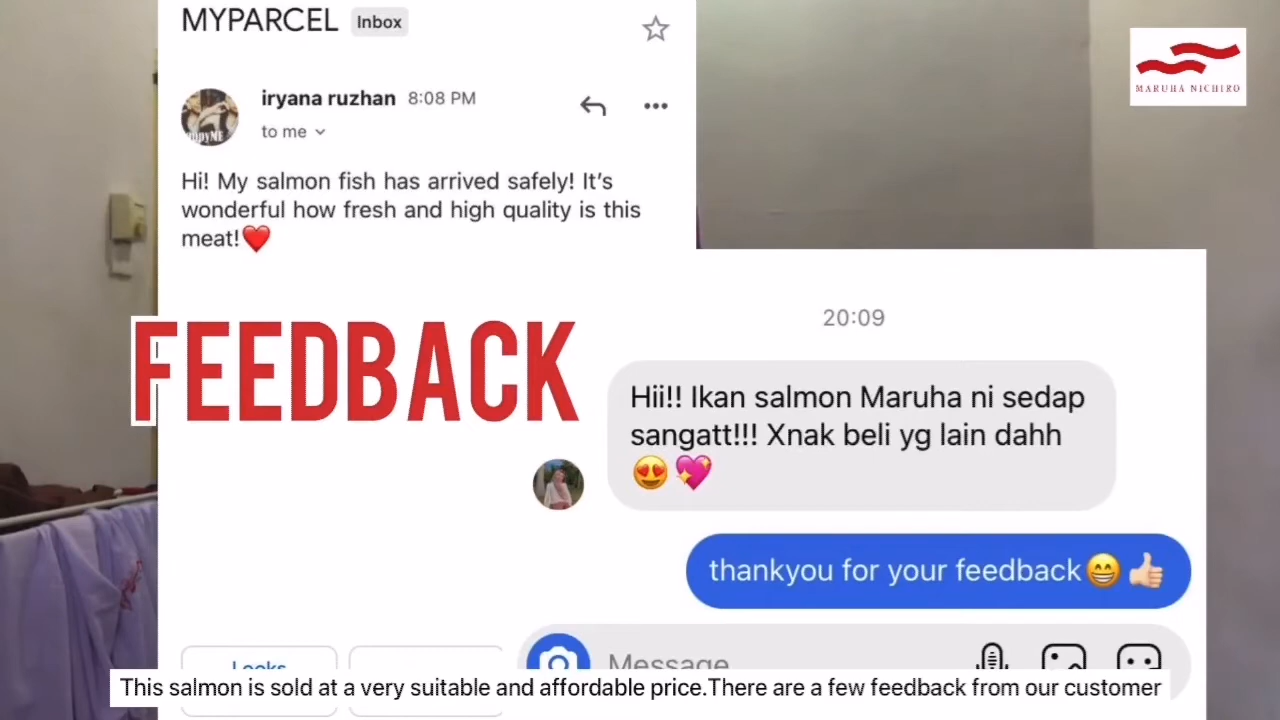 MYPARCEL Inbox
MARUHA NICHIRO
iryana ruzhan 8:08 PM
to me
Hi! My salmon fish has arrived safely! It's
wonderful how fresh and high quality is this
meat!❤️
FEEDBACK
20:09
Hii!! Ikan salmon Maruha ni sedap
sangatt!!! Xnak beli yg lain dahh
😍💖
thankyou for your feedback😁👍🏻
Message
This salmon is sold at a very suitable and affordable price.There are a few feedback from our customer